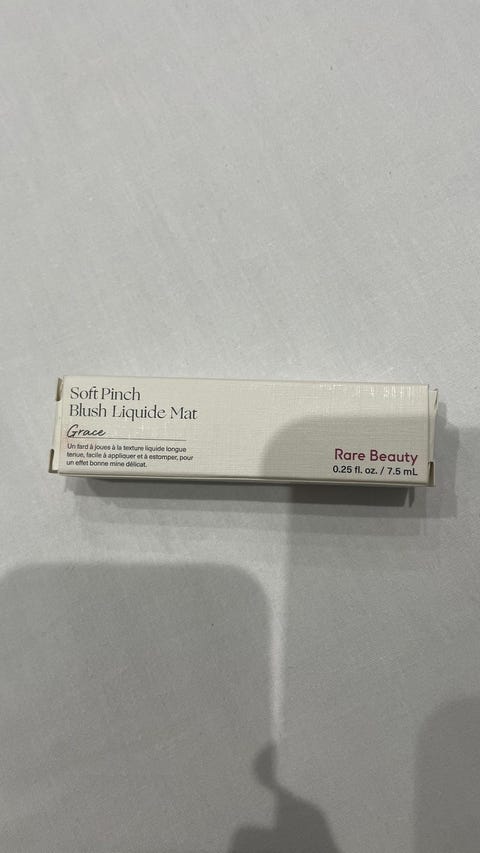 Soft Pinch
Blush Liquide Mat
Grace
Un fard à joues à la texture liquide longue
tenue, facile à appliquer et à estomper, pour
un effet bonne mine délicat.
Rare Beauty
0.25 fl. oz. / 7.5 mL